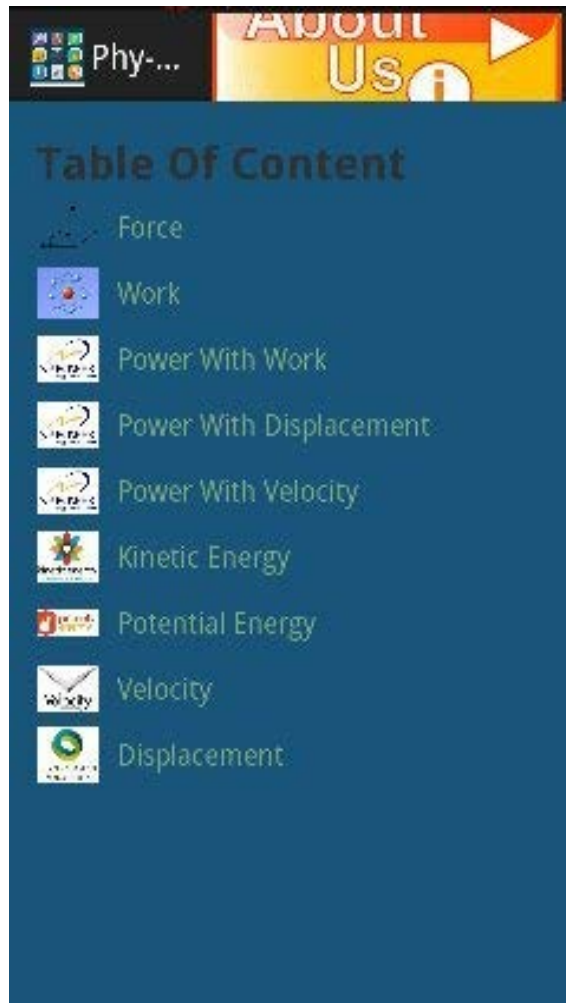 Phy-...
About
Us
i
Table Of Content
Force
Work
Power With Work
Power With Displacement
Power With Velocity
Kinetic Energy
Potential Energy
Velocity
Velocity
Displacement